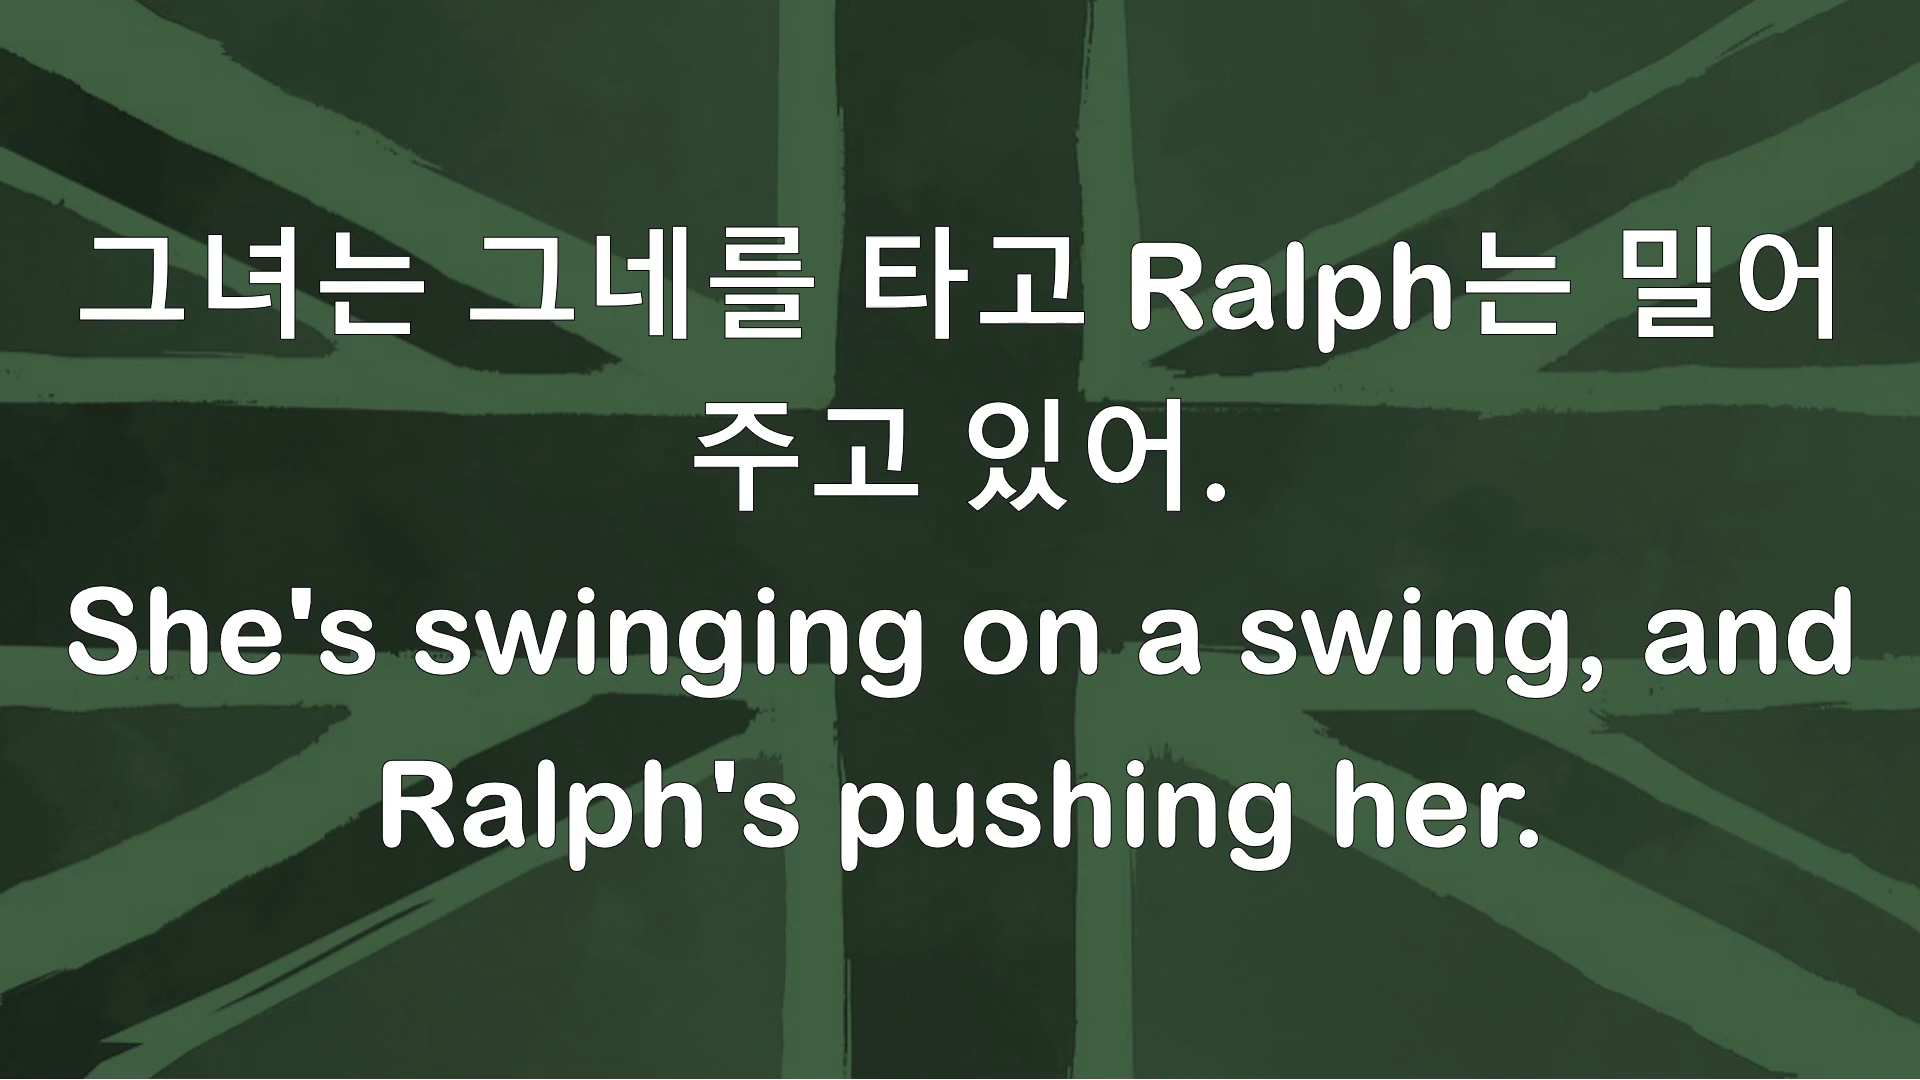 그녀는 그네를 타고 Ralph는 밀어
주고 있어.
She's swinging on a swing, and
Ralph's pushing her.